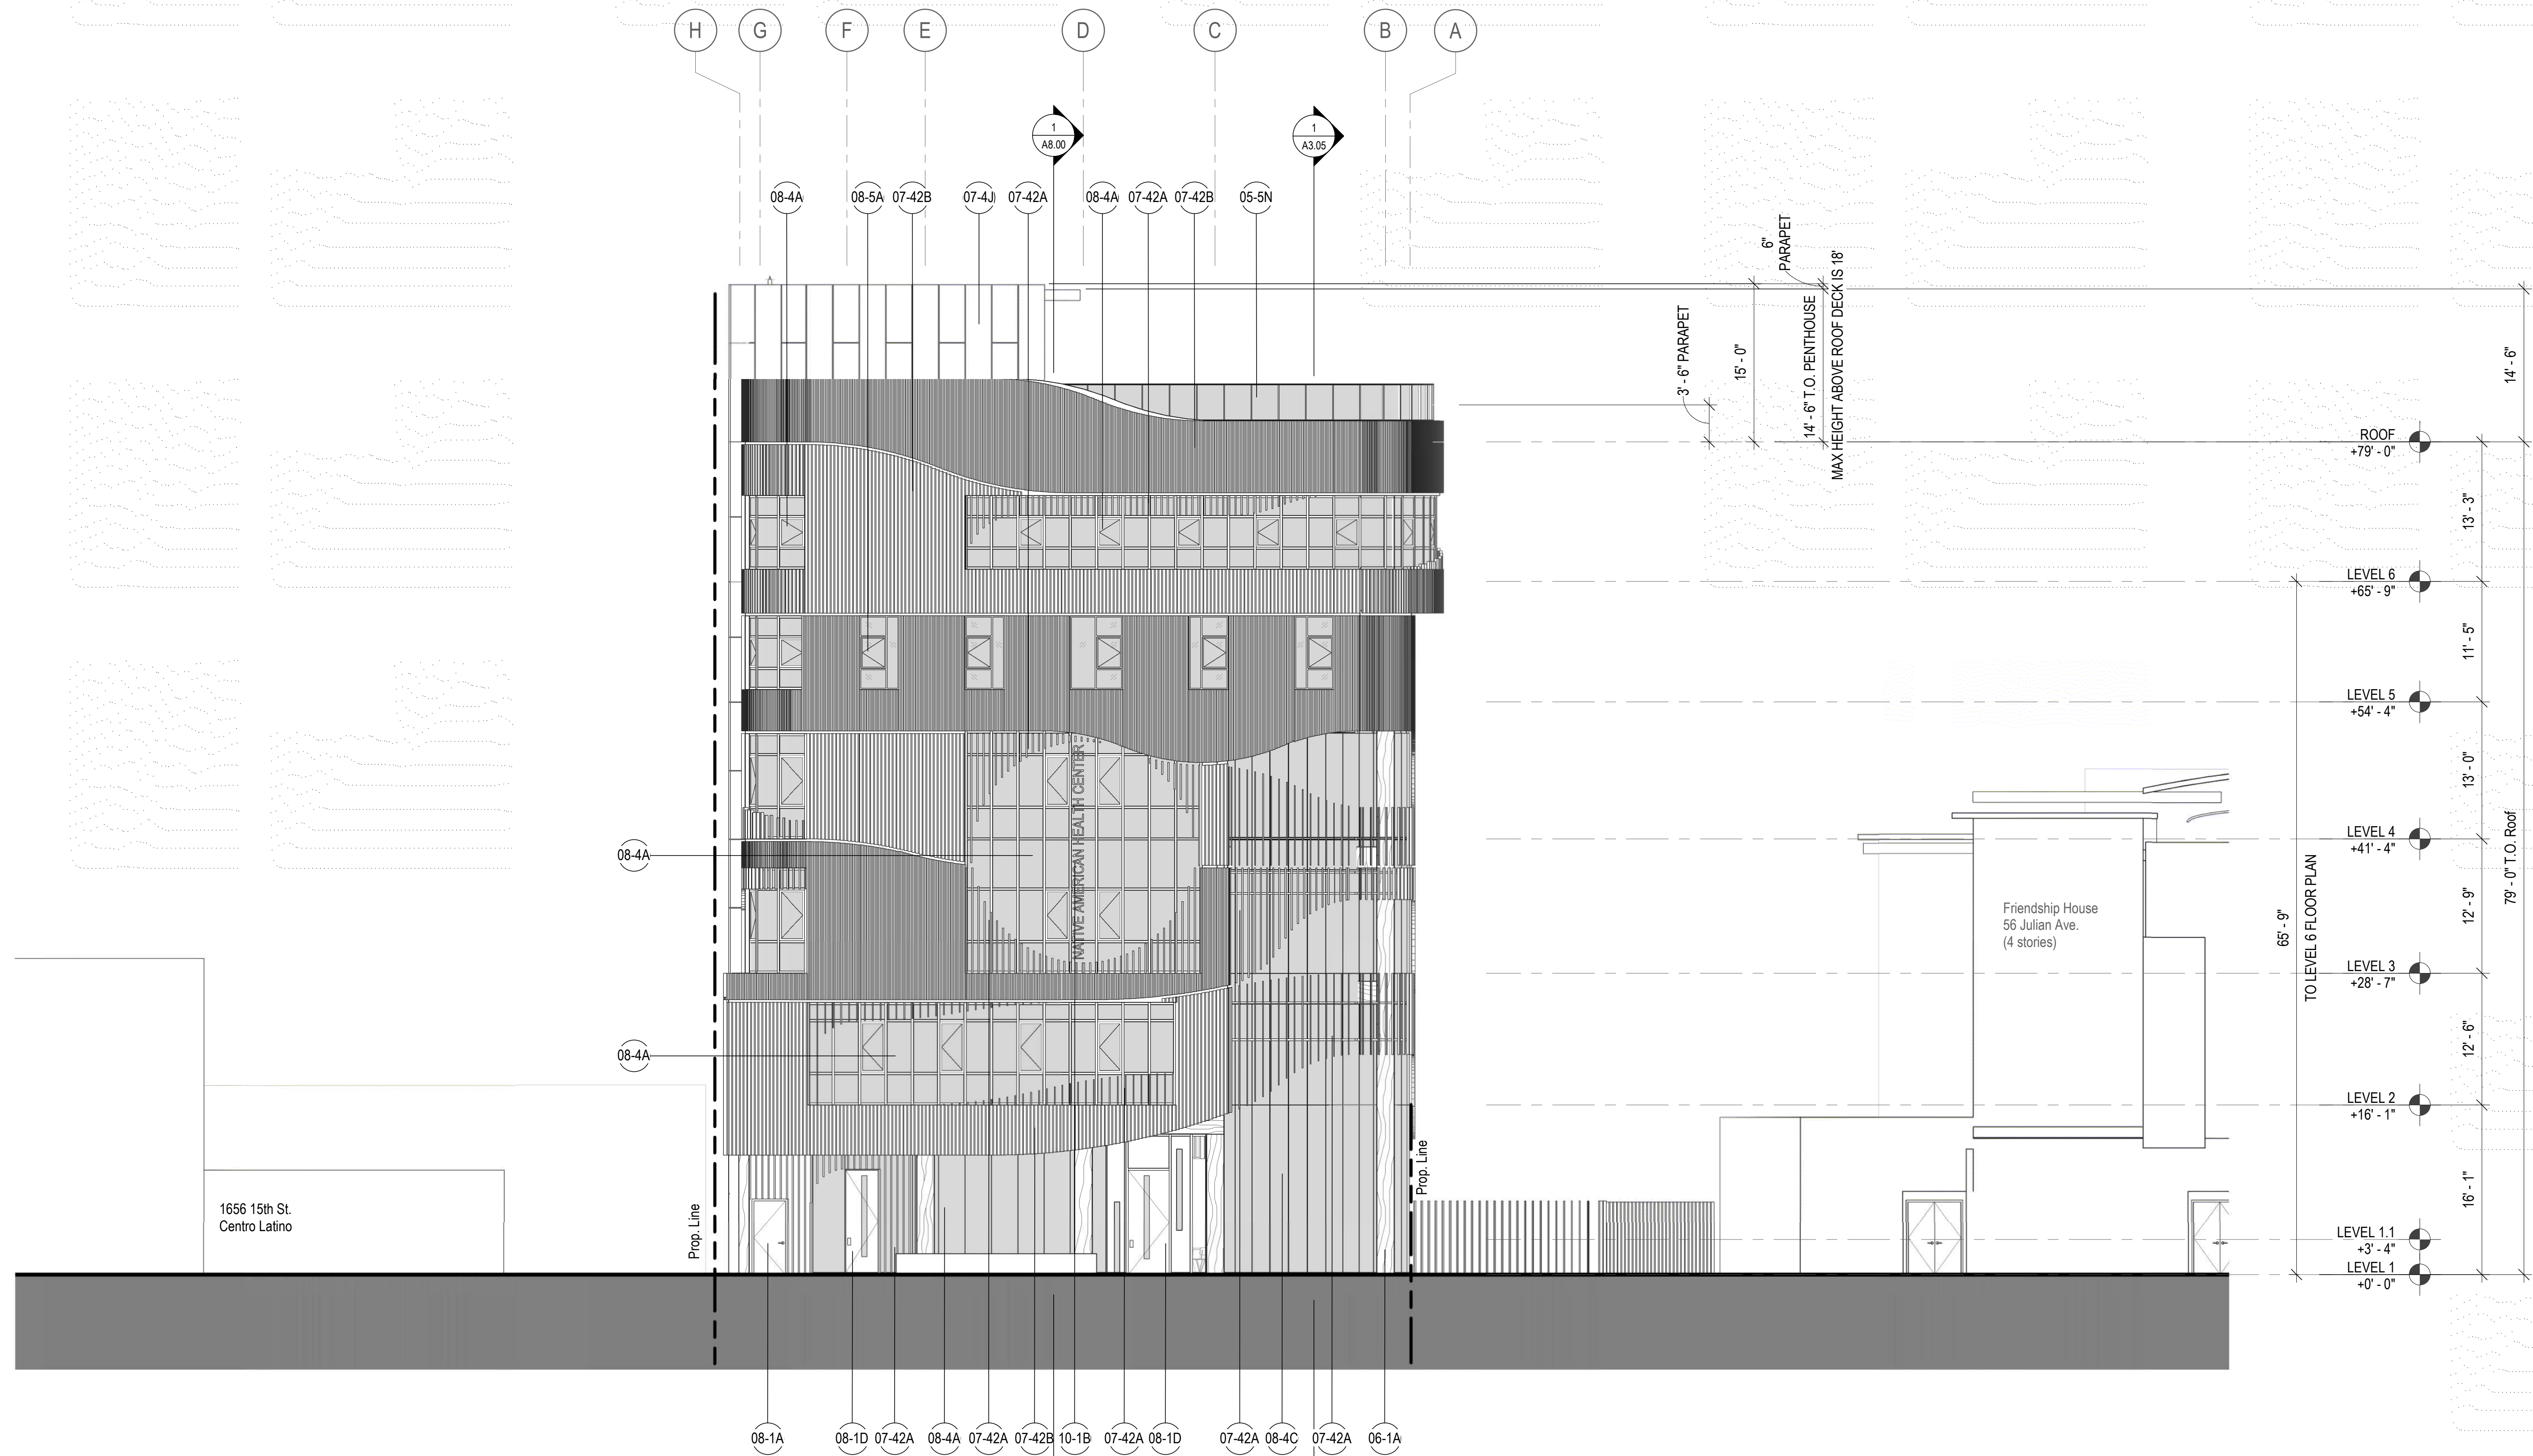 H G F E D C B A
1
A8.00
1
A3.05
08-4A 08-5A 07-42B 07-4J 07-42A 08-4A 07-42A 07-42B 05-5N
6"
PARAPET
3' - 6" PARAPET
15' - 0"
14' - 6" T.O. PENTHOUSE
MAX HEIGHT ABOVE ROOF DECK IS 18'
14' - 6"
ROOF
+79' - 0"
13' - 3"
LEVEL 6
+65' - 9"
11' - 5"
LEVEL 5
+54' - 4"
13' - 0"
LEVEL 4
+41' - 4"
12' - 9"
LEVEL 3
+28' - 7"
12' - 6"
LEVEL 2
+16' - 1"
16' - 1"
LEVEL 1.1
+3' - 4"
LEVEL 1
+0' - 0"
79' - 0" T.O. Roof
65' - 9"
TO LEVEL 6 FLOOR PLAN
NATIVE AMERICAN HEALTH CENTER
08-4A
08-4A
Friendship House
56 Julian Ave.
(4 stories)
1656 15th St.
Centro Latino
Prop. Line
Prop. Line
08-1A 08-1D 07-42A 08-4A 07-42A 07-42B 10-1B 07-42A 08-1D 07-42A 08-4C 07-42A 06-1A